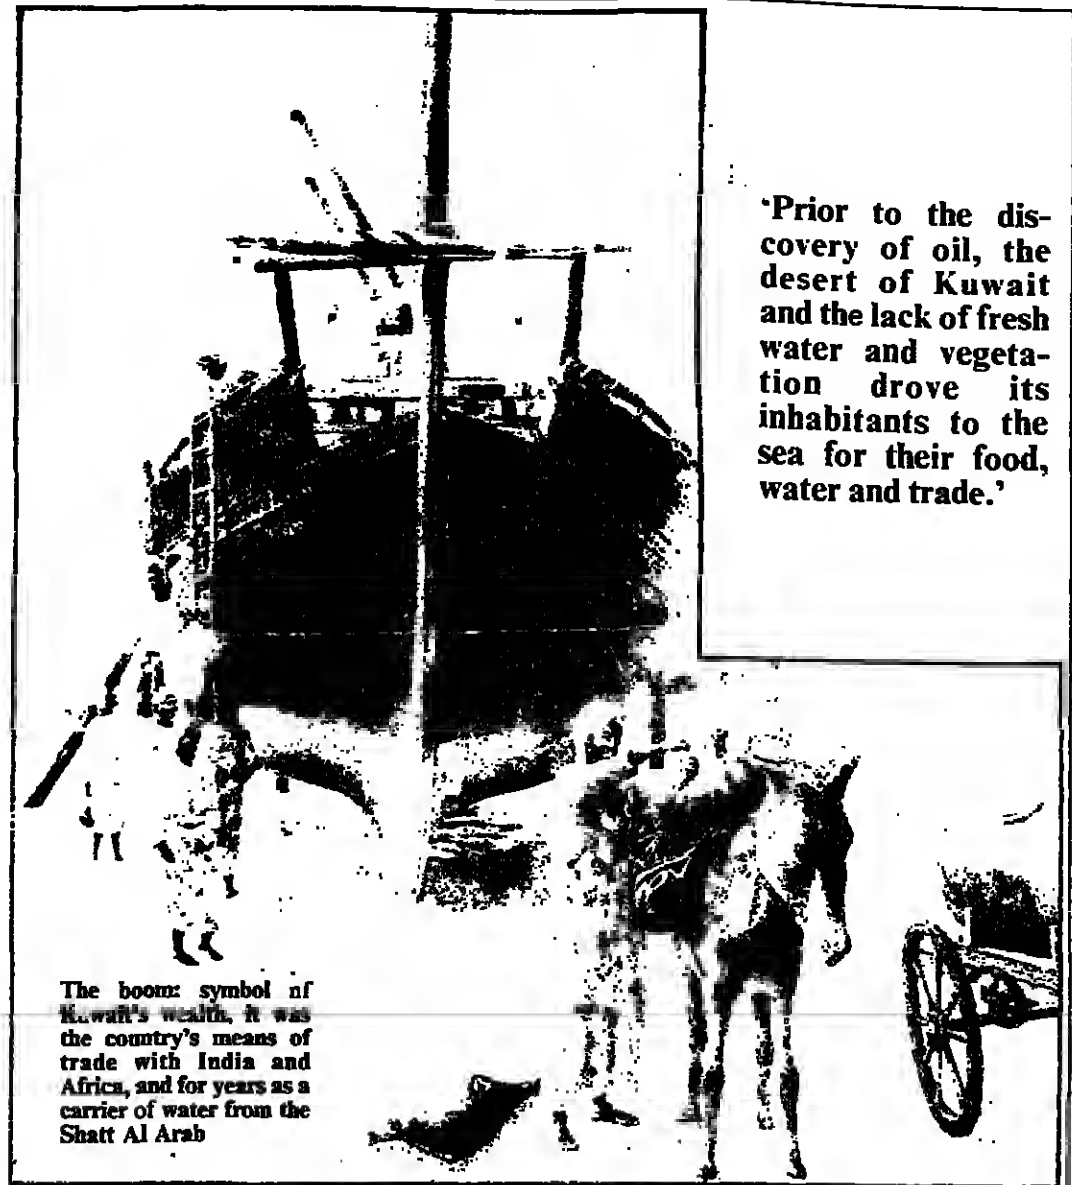 ‘Prior to the dis-
covery of oil, the
desert of Kuwait
and the lack of fresh
water and vegeta-
tion drove its
inhabitants to the
sea for their food,
water and trade.’
The boom: symbol of
Kuwait's wealth, it was
the country's means of
trade with India and
Africa, and for years as a
carrier of water from the
Shatt Al Arab